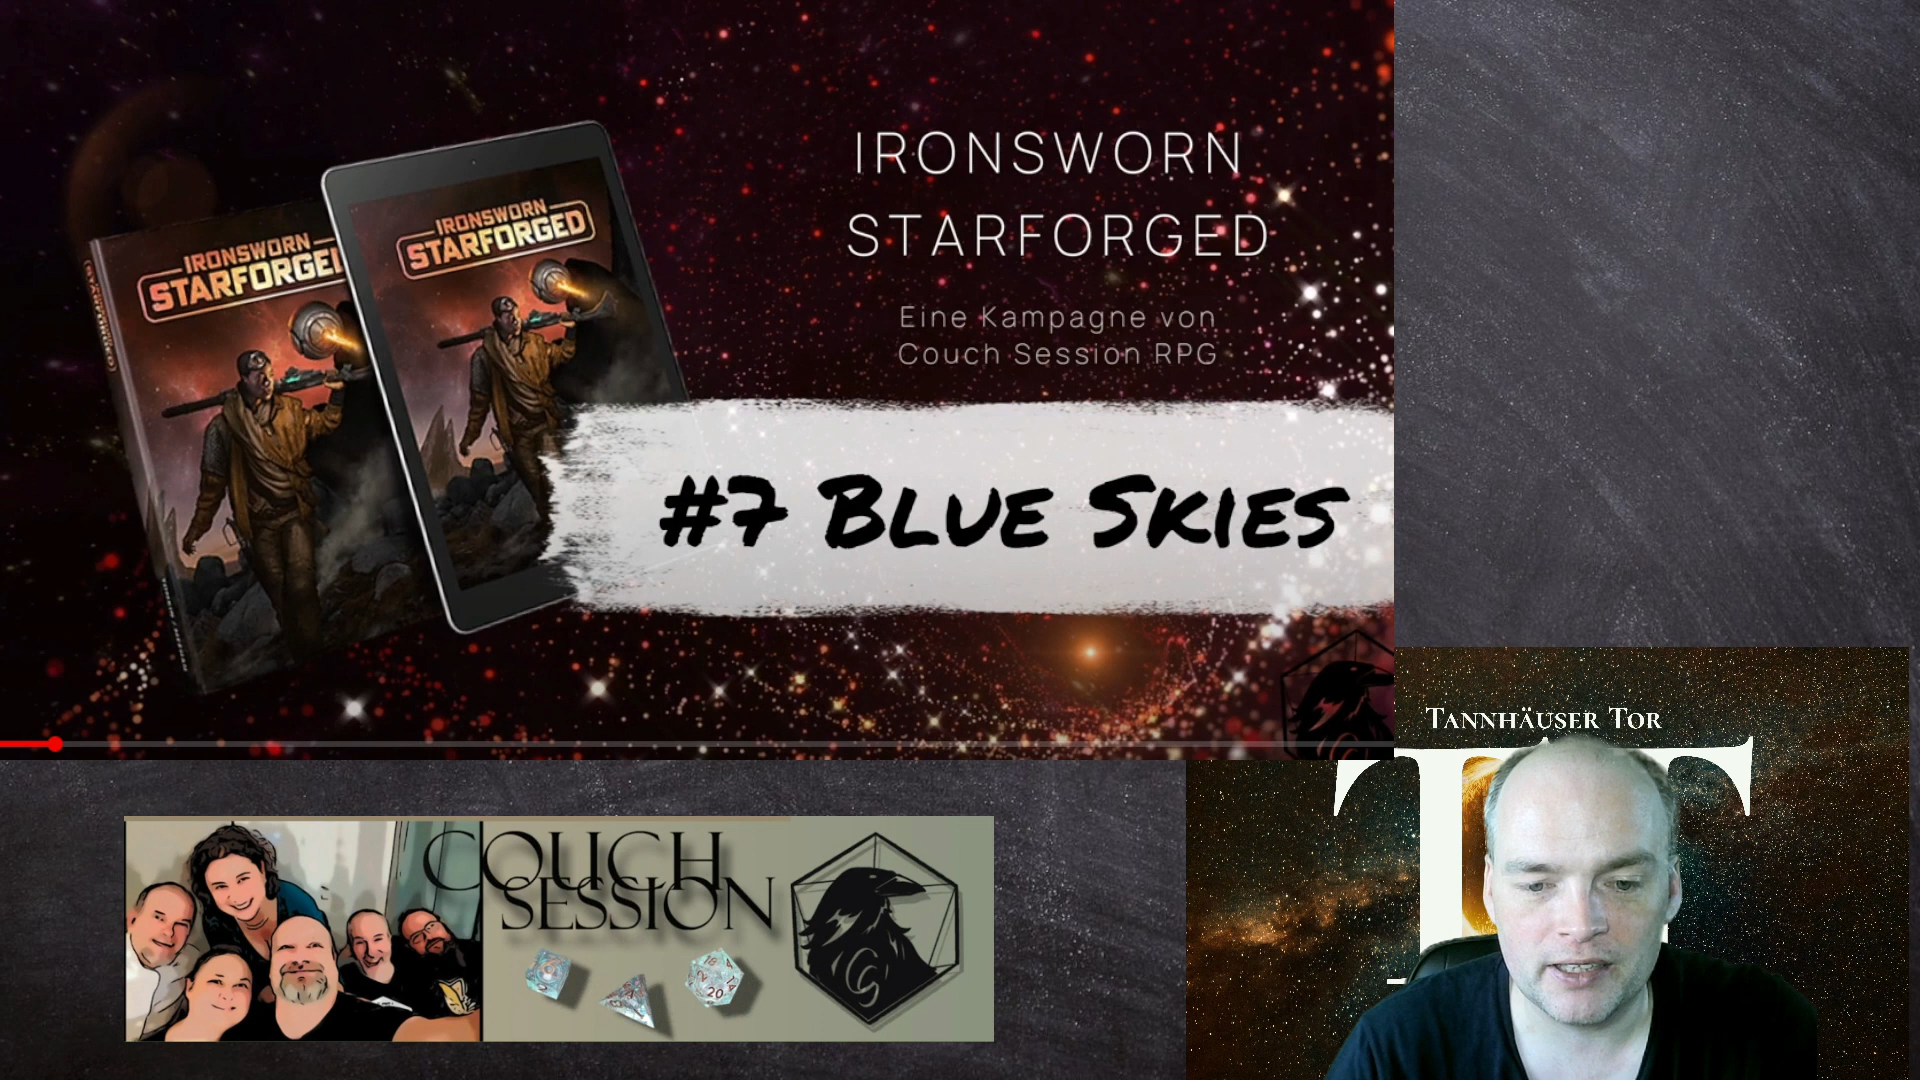 IRONSWORN
STARFORGED
Eine Kampagne von
Couch Session RPG
IRONSWORN
STARFORGED
IRONSWORN
STARFORGED
#7 BLUE SKIES
TANNHÄUSER TOR
COUCH
SESSION